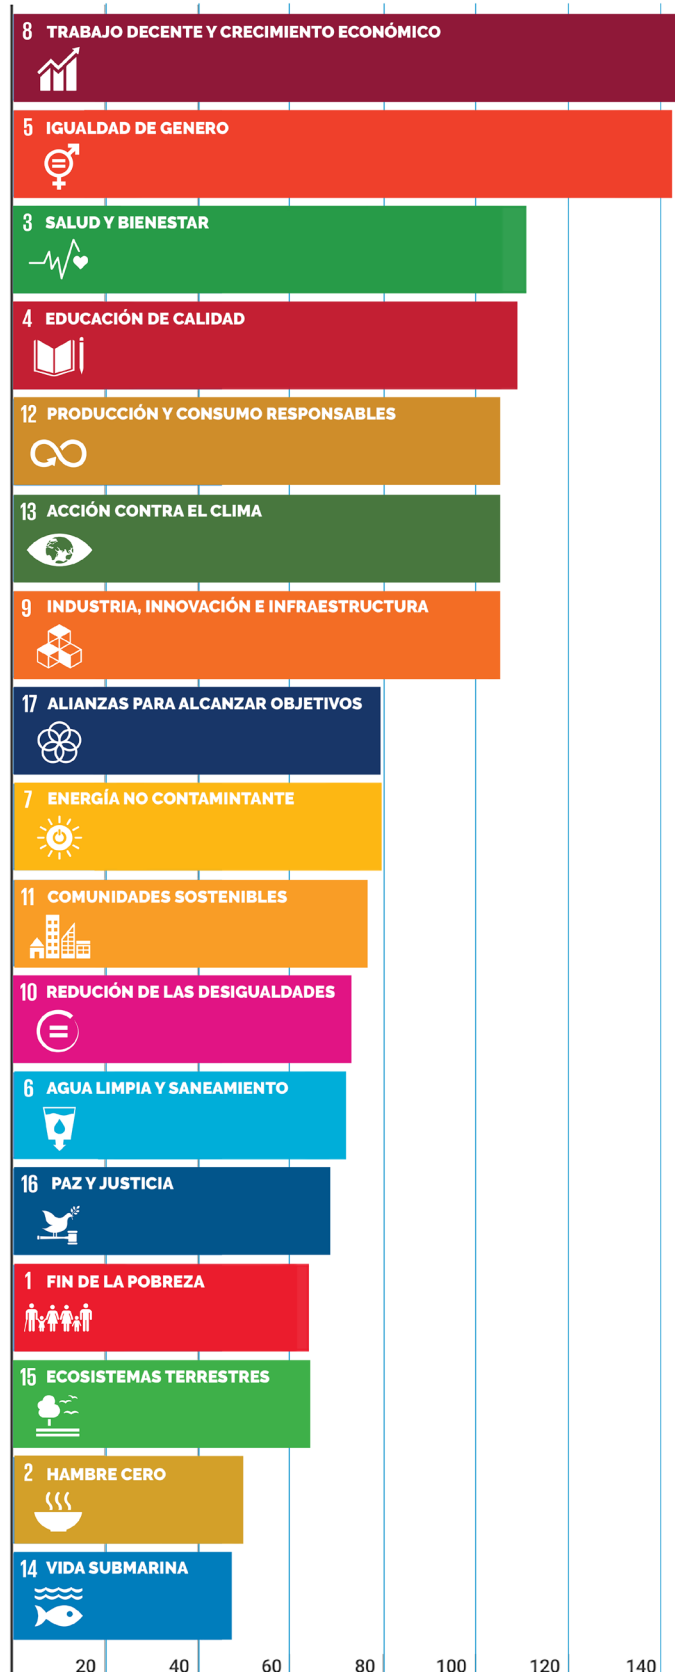 8 TRABAJO DECENTE Y CRECIMIENTO ECONÓMICO
5 IGUALDAD DE GENERO
3 SALUD Y BIENESTAR
4 EDUCACIÓN DE CALIDAD
12 PRODUCCIÓN Y CONSUMO RESPONSABLES
13 ACCIÓN CONTRA EL CLIMA
9 INDUSTRIA, INNOVACIÓN E INFRAESTRUCTURA
17 ALIANZAS PARA ALCANZAR OBJETIVOS
7 ENERGÍA NO CONTAMINTANTE
11 COMUNIDADES SOSTENIBLES
10 REDUCIÓN DE LAS DESIGUALDADES
6 AGUA LIMPIA Y SANEAMIENTO
16 PAZ Y JUSTICIA
1 FIN DE LA POBREZA
15 ECOSISTEMAS TERRESTRES
2 HAMBRE CERO
14 VIDA SUBMARINA
20 40 60 80 100 120 140